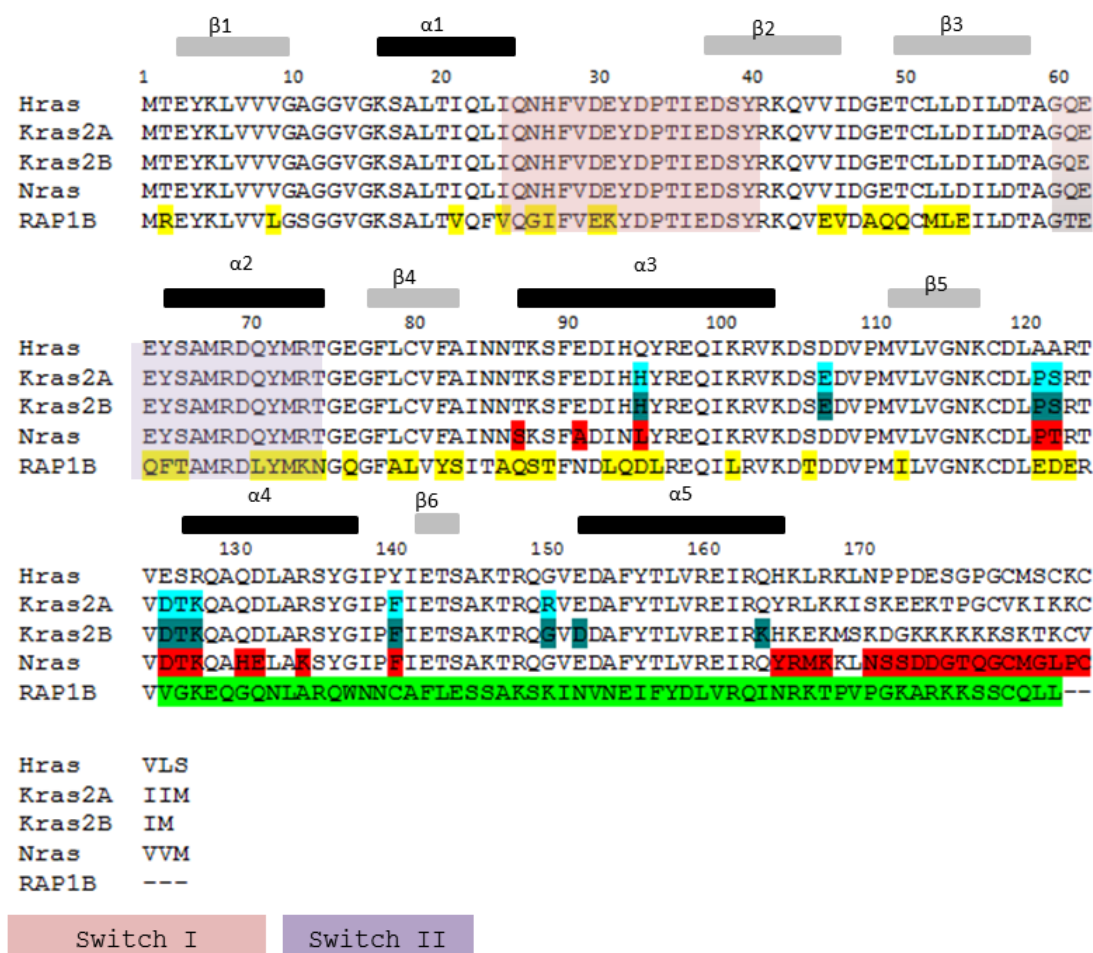 β1 α1 β2 β3
1 10 20 30 40 50 60
Hras MTEYKLVVVGAGGVGKSALTIQLIQNHFVDEYDPTIEDSYRKQVVIDGETCLLDILDTAGQE
Kras2A MTEYKLVVVGAGGVGKSALTIQLIQNHFVDEYDPTIEDSYRKQVVIDGETCLLDILDTAGQE
Kras2B MTEYKLVVVGAGGVGKSALTIQLIQNHFVDEYDPTIEDSYRKQVVIDGETCLLDILDTAGQE
Nras MTEYKLVVVGAGGVGKSALTIQLIQNHFVDEYDPTIEDSYRKQVVIDGETCLLDILDTAGQE
RAP1B MREYKLVVLGSGGVGKSALTVQFVQGIFVEKYDPTIEDSYRKQVEVDAQQCMLEILDTAGTE
α2 β4 α3 β5
70 80 90 100 110 120
Hras EYSAMRDQYMRTGEGFLCVFAINNTKSFEDIHQYREQIKRVKDSDDVPMVLVGNKCDLAART
Kras2A EYSAMRDQYMRTGEGFLCVFAINNTKSFEDIHHYREQIKRVKDSEDVPMVLVGNKCDLPSRT
Kras2B EYSAMRDQYMRTGEGFLCVFAINNTKSFEDIHHYREQIKRVKDSEDVPMVLVGNKCDLPSRT
Nras EYSAMRDQYMRTGEGFLCVFAINNSKSFADINLYREQIKRVKDSDDVPMVLVGNKCDLPTRT
RAP1B QFTAMRDLYMKNGQGFALVYSITAQSTFNDLQDLREQILRVKDTDDVPMILVGNKCDLEDER
α4 β6 α5
130 140 150 160 170
Hras VESRQAQDLARSYGIPYIETSAKTRQGVEDAFYTLVREIRQHKLRKLNPPDESGPGCMSCKC
Kras2A VDTKQAQDLARSYGIPFIETSAKTRQRVEDAFYTLVREIRQYRLKKISKEEKTPGCVKIKKC
Kras2B VDTKQAQDLARSYGIPFIETSAKTRQGVDDAFYTLVREIRKHKEKMSKDGKKKKKKSKTKCV
Nras VDTKQAHELAKSYGIPFIETSAKTRQGVEDAFYTLVREIRQYRMKKLNSSDDGTQGCMGLPC
RAP1B VVGKEQGQNLARQWNNCAFLESSAKSKINVNEIFYDLVRQINRKTPVPGKARKKSSCQLL--
Hras VLS
Kras2A IIM
Kras2B IM
Nras VVM
RAP1B ---
Switch I Switch II